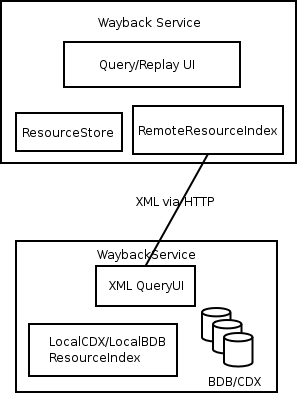 Wayback Service
Query/Replay UI
ResourceStore
RemoteResourceIndex
XML via HTTP
WaybackService
XML QueryUI
LocalCDX/LocalBDB
ResourceIndex
BDB/CDX